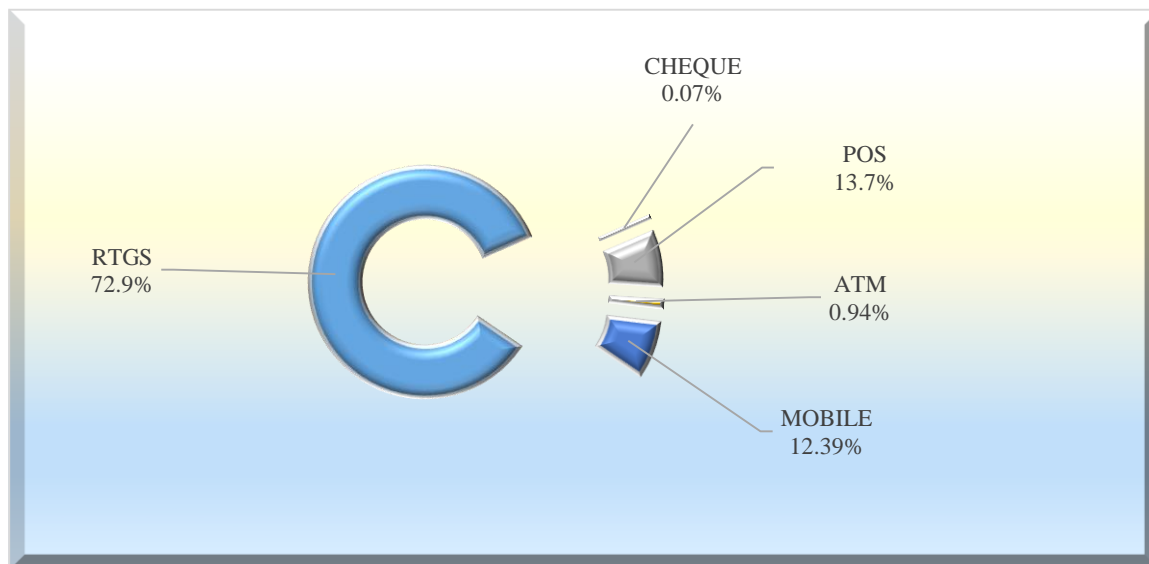 CHEQUE
0.07%
POS
13.7%
RTGS
72.9%
ATM
0.94%
MOBILE
12.39%